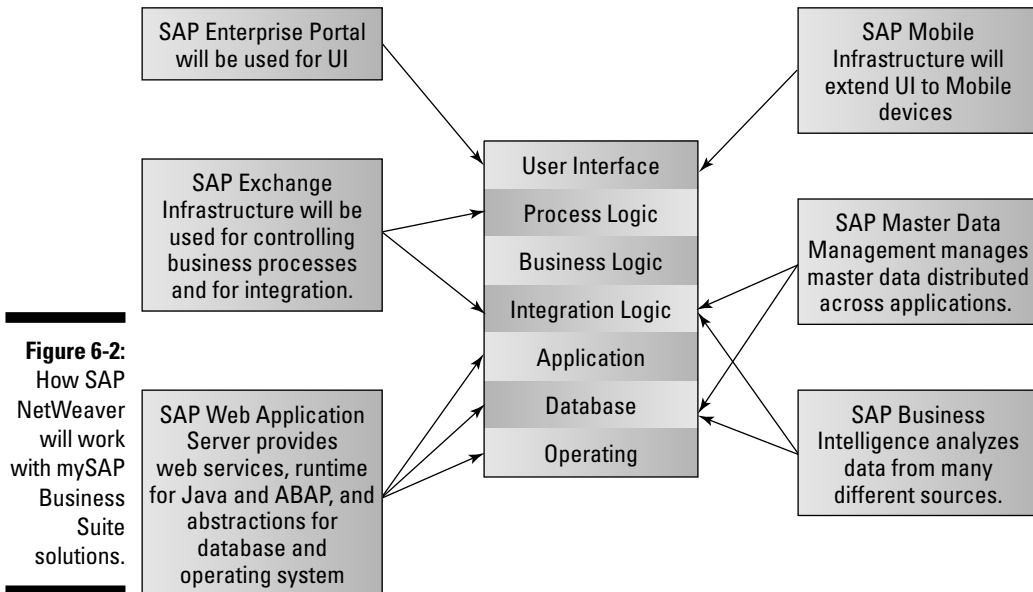 SAP Enterprise Portal
will be used for UI
SAP Exchange
Infrastructure will be
used for controlling
business processes
and for integration.
SAP Web Application
Server provides
web services, runtime
for Java and ABAP, and
abstractions for
database and
operating system
User Interface
Process Logic
Business Logic
Integration Logic
Application
Database
Operating
SAP Mobile
Infrastructure will
extend UI to Mobile
devices
SAP Master Data
Management manages
master data distributed
across applications.
SAP Business
Intelligence analyzes
data from many
different sources.
Figure 6-2:
How SAP
NetWeaver
will work
with mySAP
Business
Suite
solutions.